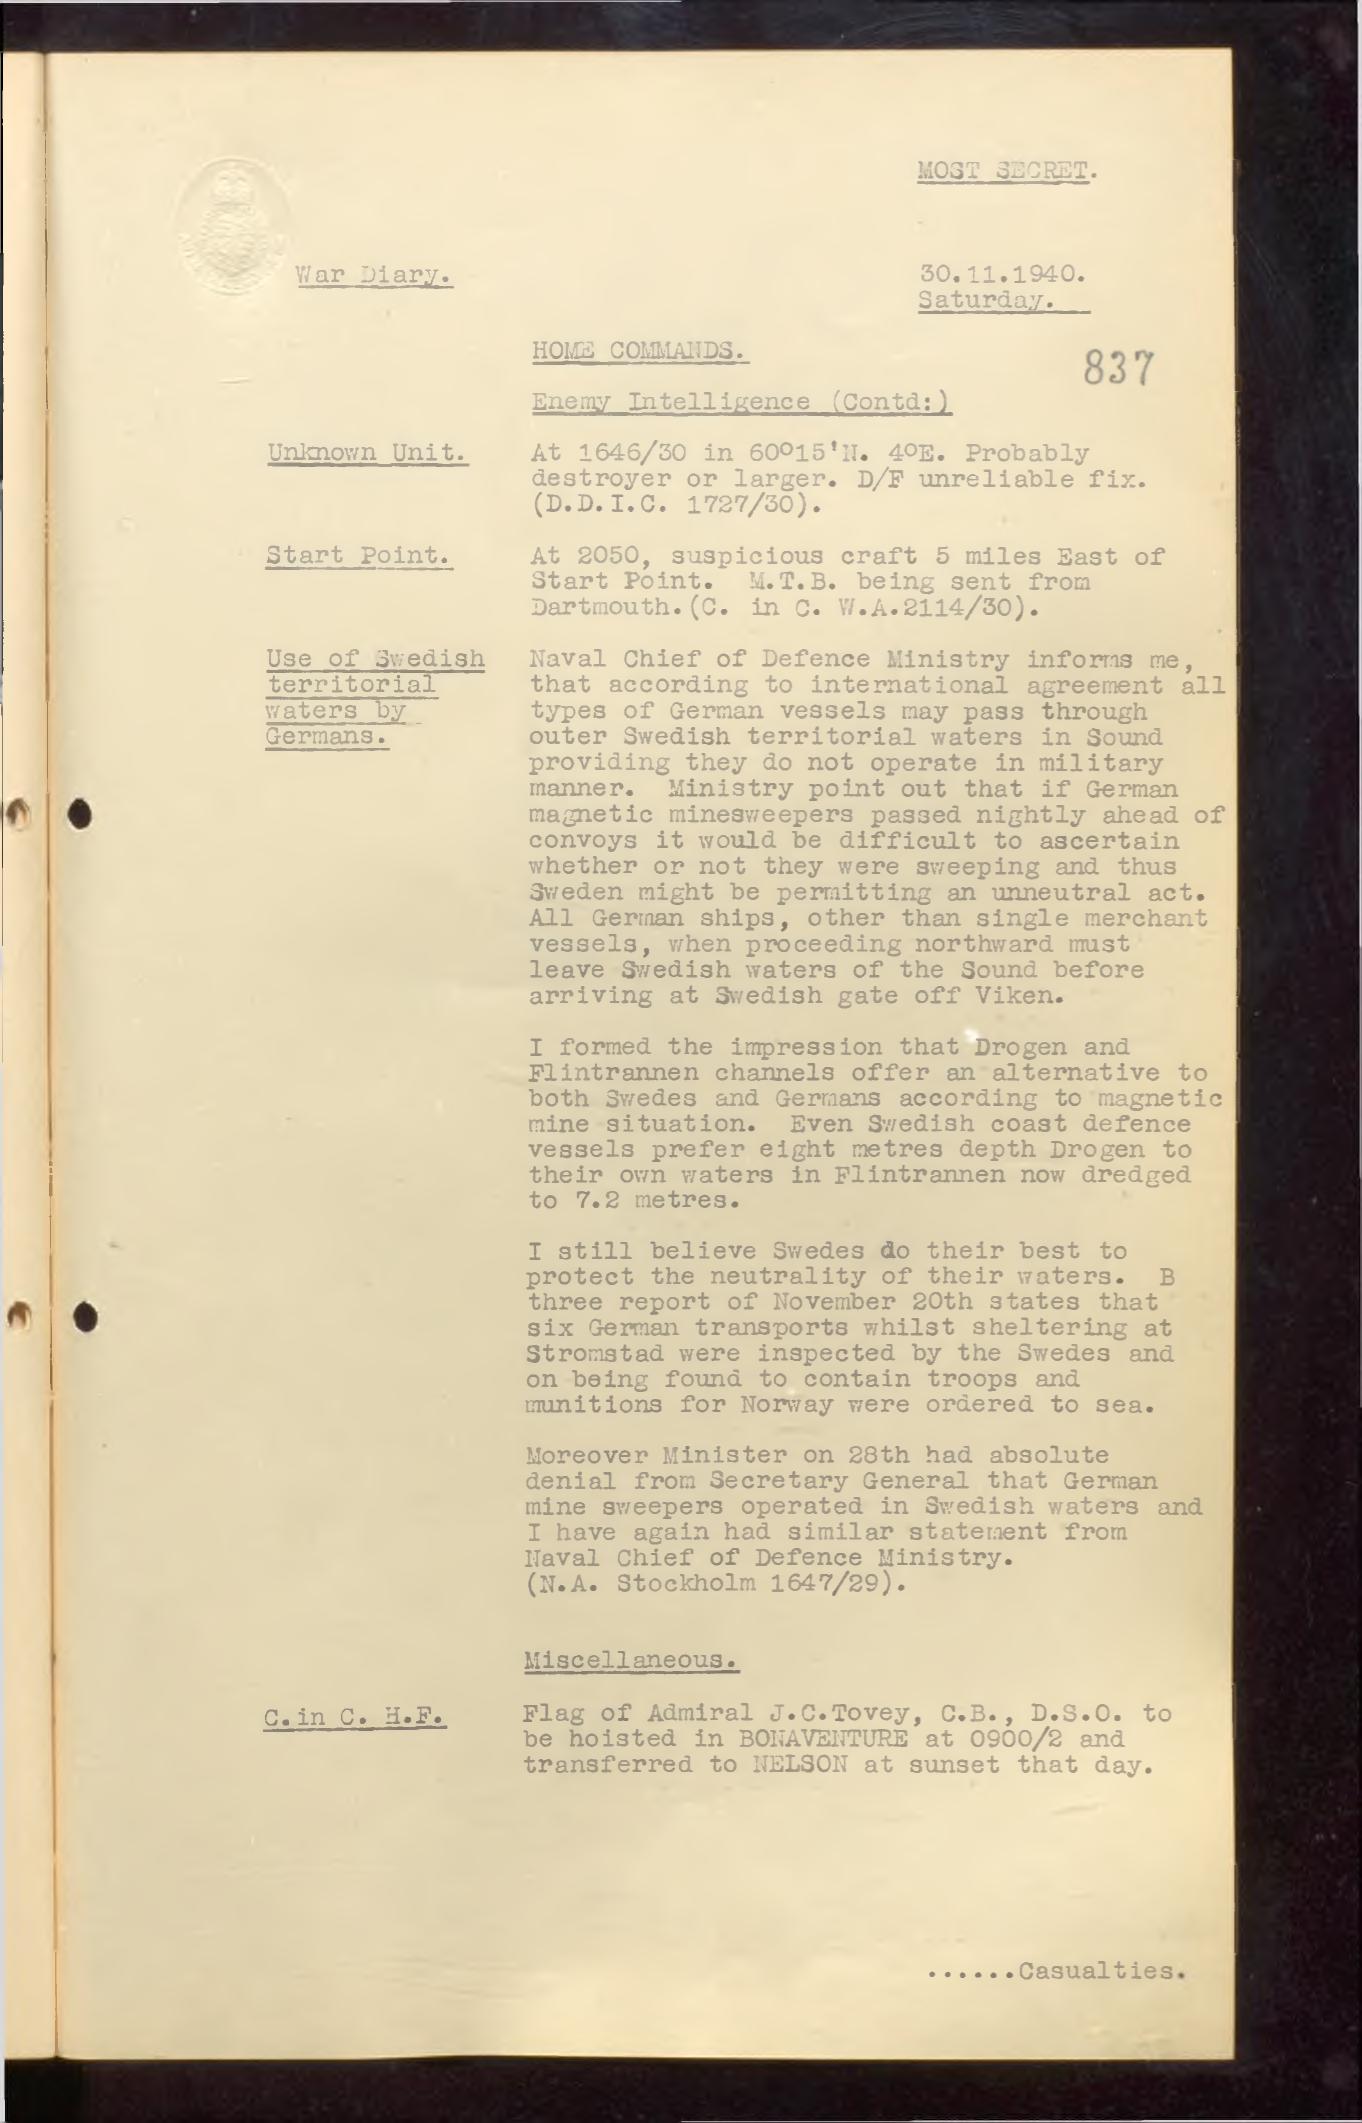 MOST SECRET.
War Diary.
30.11.1940.
Saturday.
HOME COMMANDS.
837
Enemy Intelligence (Contd:)
Unknown Unit.
At 1646/30 in 60º15'N. 4ºE. Probably
destroyer or larger. D/F unreliable fix.
(D.D.I.C. 1727/30).
Start Point.
At 2050, suspicious craft 5 miles East of
Start Point. M.T.B. being sent from
Dartmouth.(C. in C. W.A.2114/30).
Use of Swedish
territorial
waters by
Germans.
Naval Chief of Defence Ministry informs me,
that according to international agreement all
types of German vessels may pass through
outer Swedish territorial waters in Sound
providing they do not operate in military
manner. Ministry point out that if German
magnetic minesweepers passed nightly ahead of
convoys it would be difficult to ascertain
whether or not they were sweeping and thus
Sweden might be permitting an unneutral act.
All German ships, other than single merchant
vessels, when proceeding northward must
leave Swedish waters of the Sound before
arriving at Swedish gate off Viken.
I formed the impression that Drogen and
Flintrannen channels offer an alternative to
both Swedes and Germans according to magnetic
mine situation. Even Swedish coast defence
vessels prefer eight metres depth Drogen to
their own waters in Flintrannen now dredged
to 7.2 metres.
I still believe Swedes do their best to
protect the neutrality of their waters. B
three report of November 20th states that
six German transports whilst sheltering at
Stromstad were inspected by the Swedes and
on being found to contain troops and
munitions for Norway were ordered to sea.
Moreover Minister on 28th had absolute
denial from Secretary General that German
mine sweepers operated in Swedish waters and
I have again had similar statement from
Naval Chief of Defence Ministry.
(N.A. Stockholm 1647/29).
Miscellaneous.
C.in C. H.F.
Flag of Admiral J.C.Tovey, C.B., D.S.O. to
be hoisted in BONAVENTURE at 0900/2 and
transferred to NELSON at sunset that day.
......Casualties.